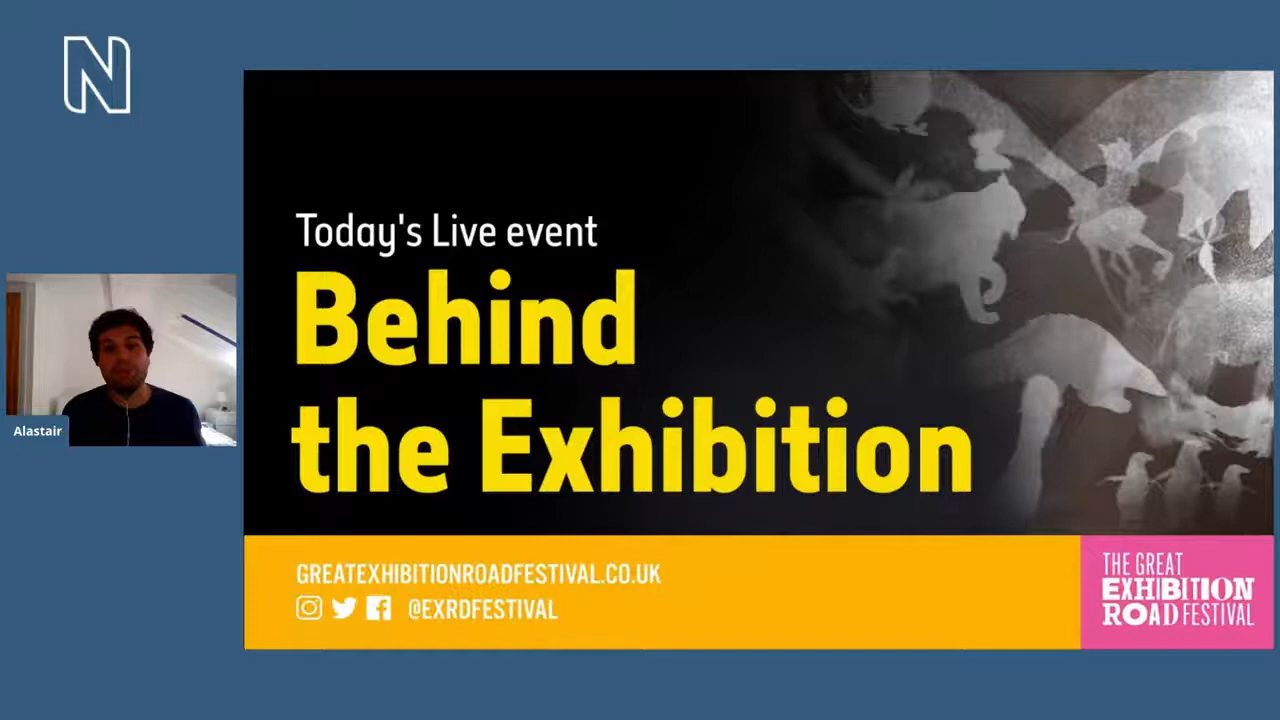 N
Today's Live event
Behind
the Exhibition
Alastair
GREATEXHIBITIONROADFESTIVAL.CO.UK
@EXRDFESTIVAL
THE GREAT
EXHIBITION
ROAD FESTIVAL